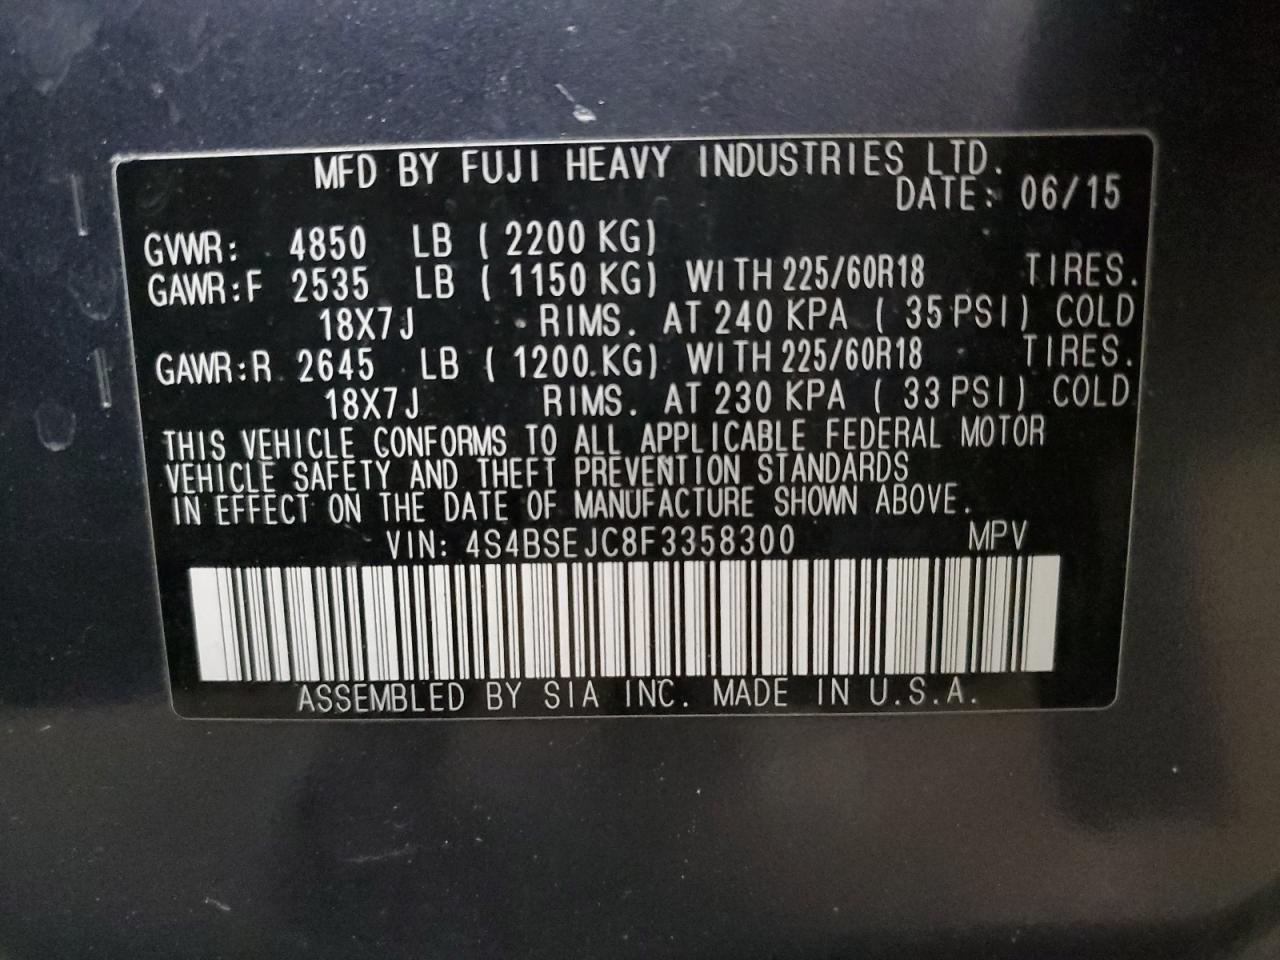 MFD BY FUJI HEAVY INDUSTRIES LTD.
DATE: 06/15
GVWR: 4850 LB ( 2200 KG)
GAWR:F 2535 LB ( 1150 KG) WITH 225/60R18 TIRES.
18X7J RIMS. AT 240 KPA ( 35 PSI) COLD
GAWR:R 2645 LB ( 1200 KG) WITH 225/60R18 TIRES.
18X7J RIMS. AT 230 KPA ( 33 PSI) COLD
THIS VEHICLE CONFORMS TO ALL APPLICABLE FEDERAL MOTOR
VEHICLE SAFETY AND THEFT PREVENTION STANDARDS
IN EFFECT ON THE DATE OF MANUFACTURE SHOWN ABOVE.
VIN: 4S4BSEJC8F3358300 MPV
ASSEMBLED BY SIA INC. MADE IN U.S.A.